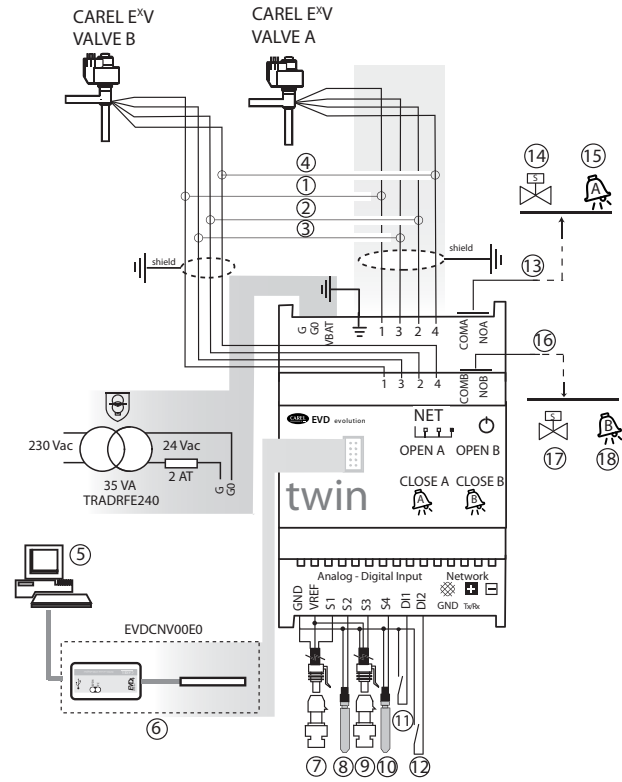 CAREL EXV
VALVE B
CAREL EXV
VALVE A
4
1
2
3
14
15
S
A
shield
shield
13
G
G0
VBAT
1
3
2
4
COMA
NOA
16
1
3
2
4
COMB
NOB
S
B
17
18
CAREL EVD evolution
NET
OPEN A OPEN B
CLOSE A CLOSE B
A
B
twin
230 Vac
24 Vac
2 AT
35 VA
TRADRFE240
G
G0
5
Analog - Digital Input
Network
GND
VREF
S1
S2
S3
S4
DI1
DI2
GND Tx/Rx
EVDCNV00E0
6
7
8
9
10
11
12